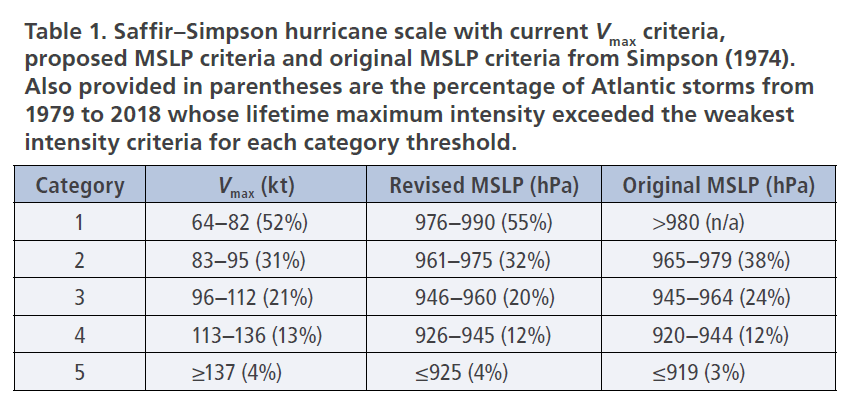 Table 1. Saffir–Simpson hurricane scale with current Vmax criteria,
proposed MSLP criteria and original MSLP criteria from Simpson (1974).
Also provided in parentheses are the percentage of Atlantic storms from
1979 to 2018 whose lifetime maximum intensity exceeded the weakest
intensity criteria for each category threshold.
Category Vmax (kt) Revised MSLP (hPa) Original MSLP (hPa)
1 64–82 (52%) 976–990 (55%) >980 (n/a)
2 83–95 (31%) 961–975 (32%) 965–979 (38%)
3 96–112 (21%) 946–960 (20%) 945–964 (24%)
4 113–136 (13%) 926–945 (12%) 920–944 (12%)
5 ≥137 (4%) ≤925 (4%) ≤919 (3%)